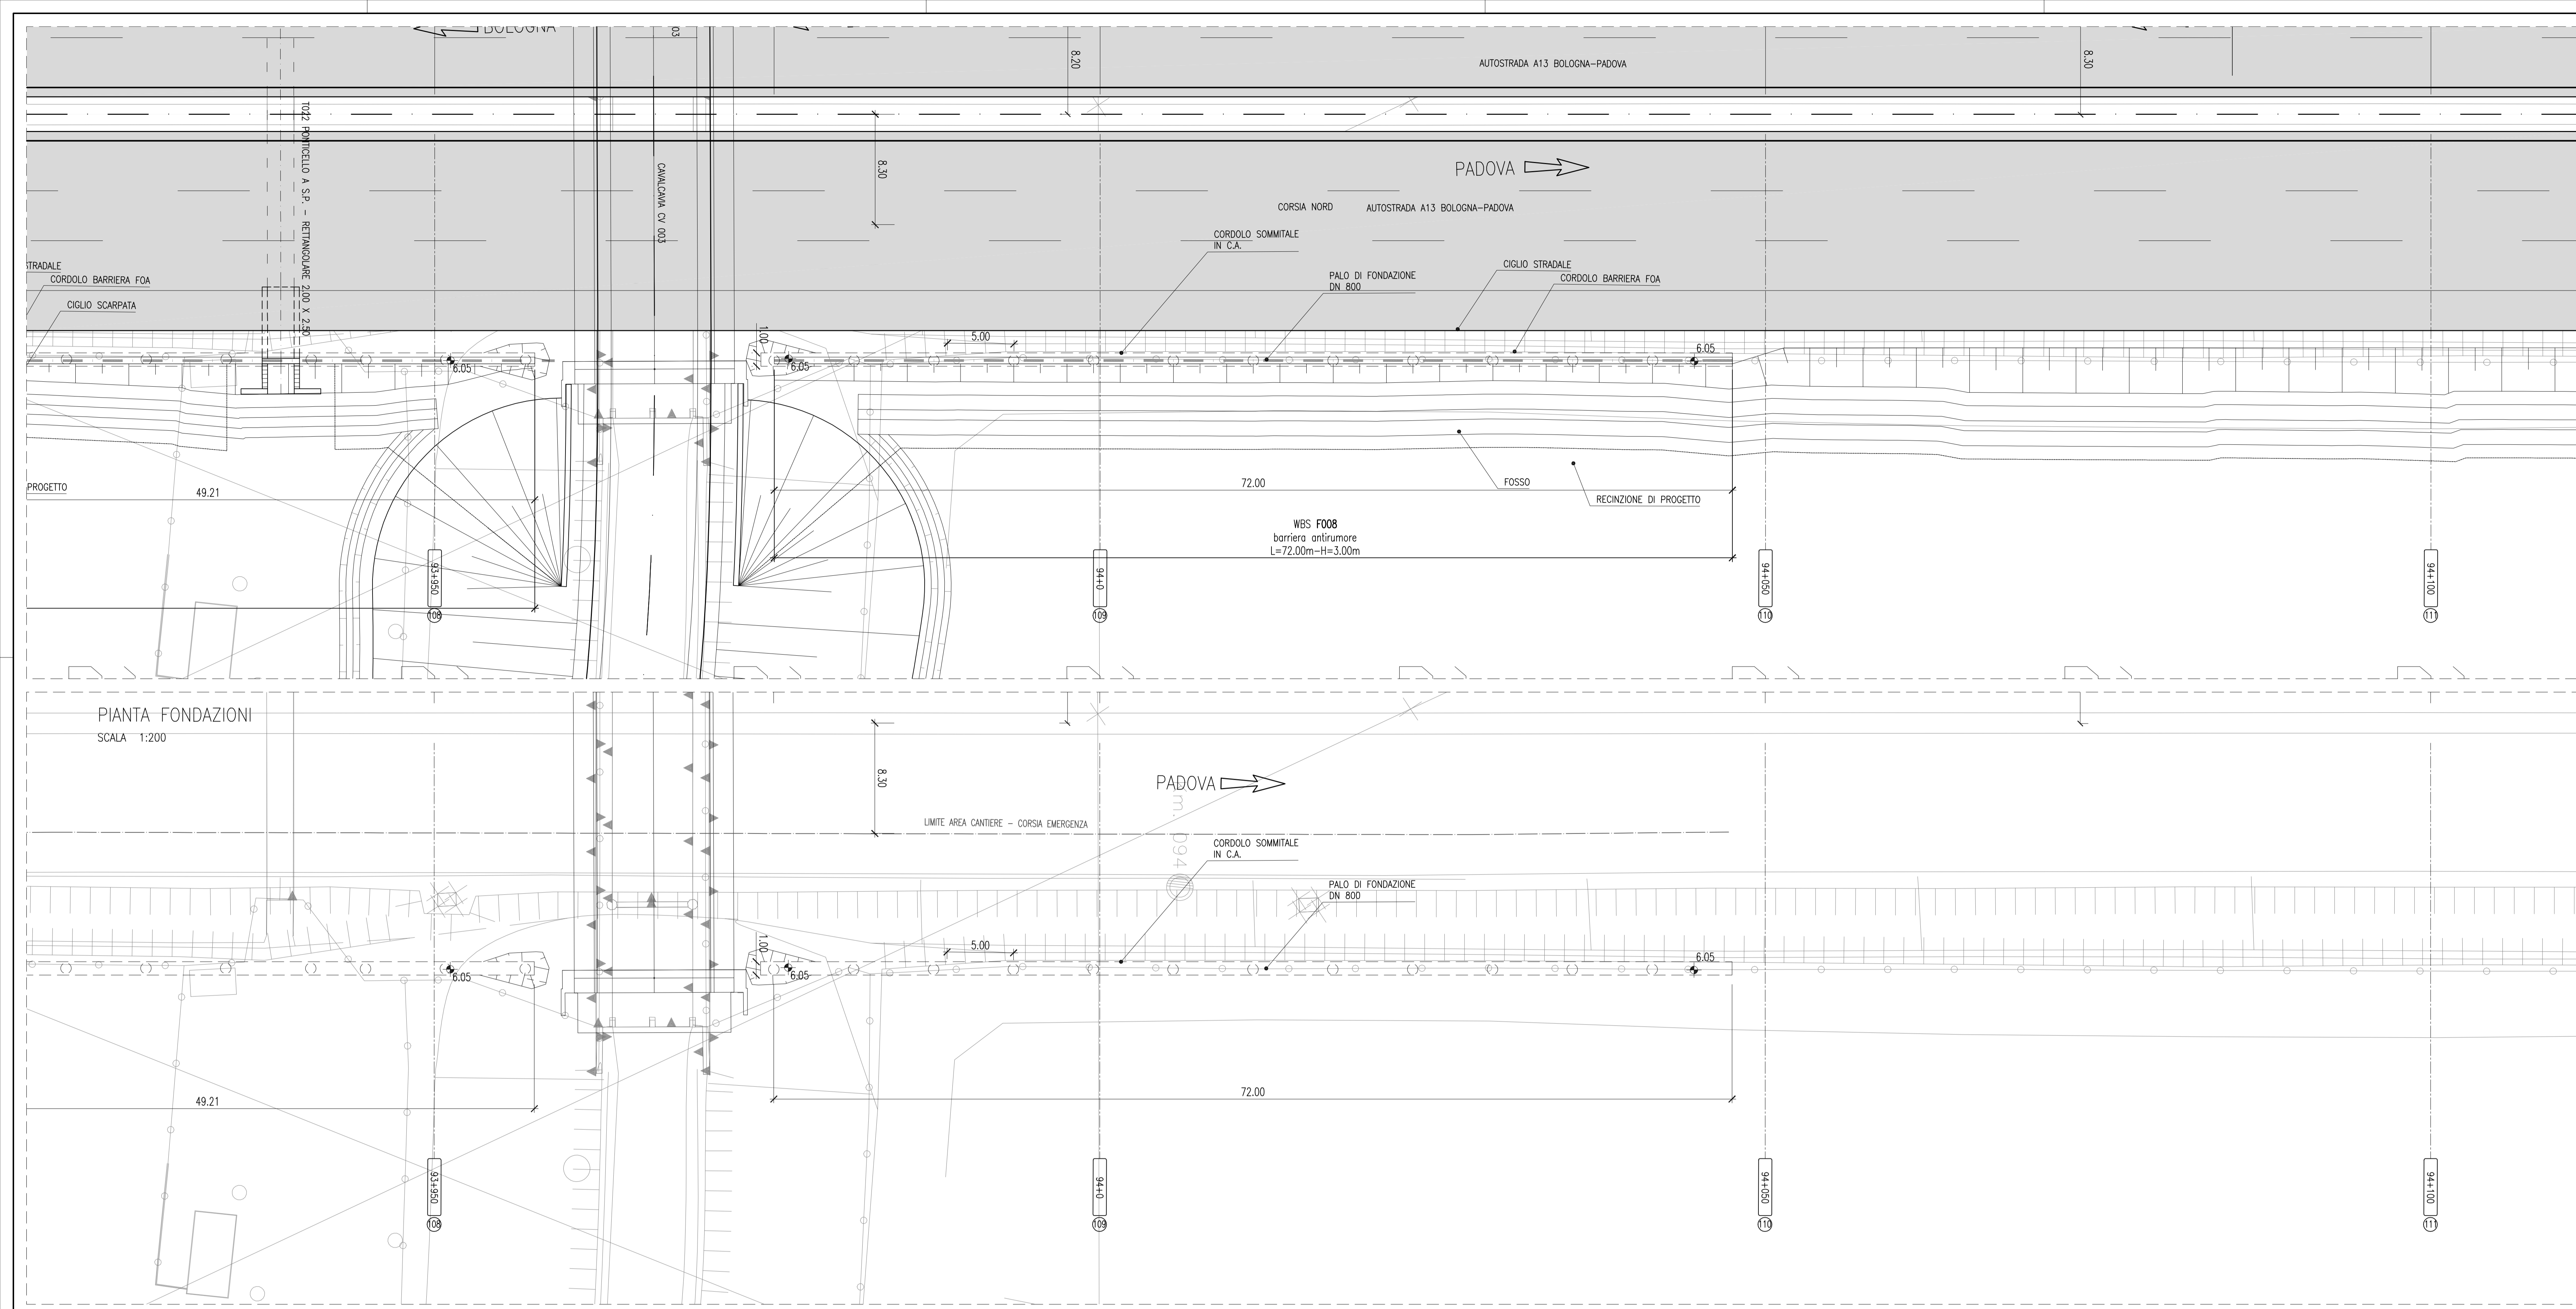 BOLOGNA
03
8.20
AUTOSTRADA A13 BOLOGNA-PADOVA
8.30
T022 PONTICELLO A S.P. - RETTANGOLARE 2.00 X 2.50
CAVALCAVIA CV 003
8.30
PADOVA
CORSIA NORD
AUTOSTRADA A13 BOLOGNA-PADOVA
CORDOLO SOMMITALE
IN C.A.
TRADALE
CORDOLO BARRIERA FOA
CIGLIO SCARPATA
PALO DI FONDAZIONE
DN 800
CIGLIO STRADALE
CORDOLO BARRIERA FOA
1.00
5.00
6.05
6.05
6.05
PROGETTO
49.21
72.00
FOSSO
RECINZIONE DI PROGETTO
WBS FO08
barriera antirumore
L=72.00m-H=3.00m
93+950
108
94+0
109
94+050
110
94+100
111
PIANTA FONDAZIONI
SCALA 1:200
8.30
PADOVA
m. 094
LIMITE AREA CANTIERE - CORSIA EMERGENZA
CORDOLO SOMMITALE
IN C.A.
PALO DI FONDAZIONE
DN 800
1.00
5.00
6.05
6.05
6.05
49.21
72.00
93+950
108
94+0
109
94+050
110
94+100
111